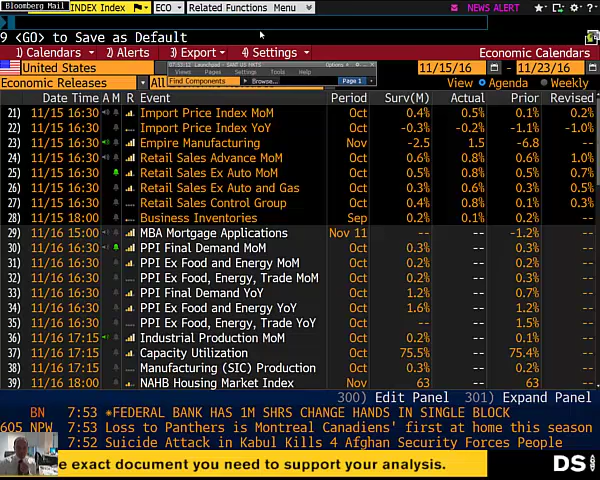 Bloomberg Mail INDEX Index ECO Related Functions Menu NEWS ALERT
9 <GO> to Save as Default
1) Calendars 2) Alerts 3) Export 4) Settings Economic Calendars
United States 11/15/16 - 11/23/16
Views Pages Settings Tools Help
Find Components Browse... Page 1
Economic Releases All View Agenda Weekly
Date Time A M R Event Period Surv(M) Actual Prior Revised
21) 11/15 16:30 Import Price Index MoM Oct 0.4% 0.5% 0.1% 0.2%
22) 11/15 16:30 Import Price Index YoY Oct -0.3% -0.2% -1.1% -1.0%
23) 11/15 16:30 Empire Manufacturing Nov -2.5 1.5 -6.8 --
24) 11/15 16:30 Retail Sales Advance MoM Oct 0.6% 0.8% 0.6% 1.0%
25) 11/15 16:30 Retail Sales Ex Auto MoM Oct 0.5% 0.8% 0.5% 0.7%
26) 11/15 16:30 Retail Sales Ex Auto and Gas Oct 0.3% 0.6% 0.3% 0.5%
27) 11/15 16:30 Retail Sales Control Group Oct 0.4% 0.8% 0.1% 0.3%
28) 11/15 18:00 Business Inventories Sep 0.2% 0.1% 0.2% --
29) 11/16 15:00 MBA Mortgage Applications Nov 11 -- -- -1.2% --
30) 11/16 16:30 PPI Final Demand MoM Oct 0.3% -- 0.3% --
31) 11/16 16:30 PPI Ex Food and Energy MoM Oct 0.2% -- 0.2% --
32) 11/16 16:30 PPI Ex Food, Energy, Trade MoM Oct 0.2% -- 0.3% --
33) 11/16 16:30 PPI Final Demand YoY Oct 1.2% -- 0.7% --
34) 11/16 16:30 PPI Ex Food and Energy YoY Oct 1.6% -- 1.2% --
35) 11/16 16:30 PPI Ex Food, Energy, Trade YoY Oct -- -- 1.5% --
36) 11/16 17:15 Industrial Production MoM Oct 0.2% -- 0.1% --
37) 11/16 17:15 Capacity Utilization Oct 75.5% -- 75.4% --
38) 11/16 17:15 Manufacturing (SIC) Production Oct 0.3% -- 0.2% --
39) 11/16 18:00 NAHB Housing Market Index Nov 63 -- 63 --
300) Edit Panel 301) Expand Panel
BN 7:53 *FEDERAL BANK HAS 1M SHRS CHANGE HANDS IN SINGLE BLOCK
605 NPW 7:53 Loss to Panthers is Montreal Canadiens' first at home this season
7:52 Suicide Attack in Kabul Kills 4 Afghan Security Forces People
e exact document you need to support your analysis. DS